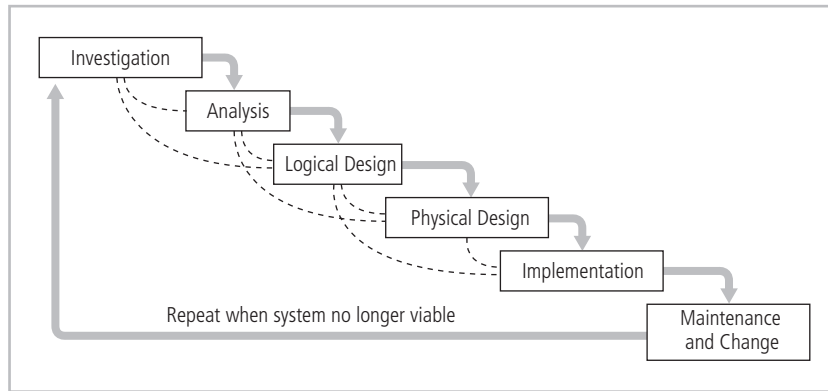 Investigation
Analysis
Logical Design
Physical Design
Implementation
Repeat when system no longer viable
Maintenance
and Change